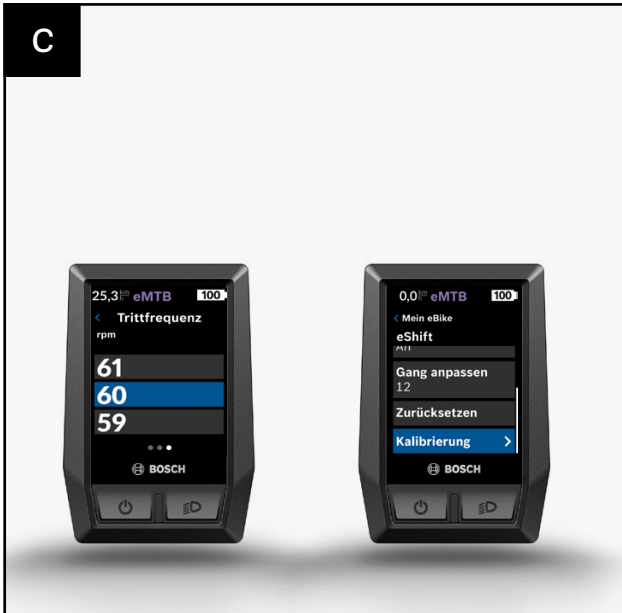 C
25,3 km/h eMTB 100
< Trittfrequenz
rpm
61
60
59
BOSCH
0,0 km/h eMTB 100
< Mein eBike
eShift
Gang anpassen
12
Zurücksetzen
Kalibrierung >
BOSCH